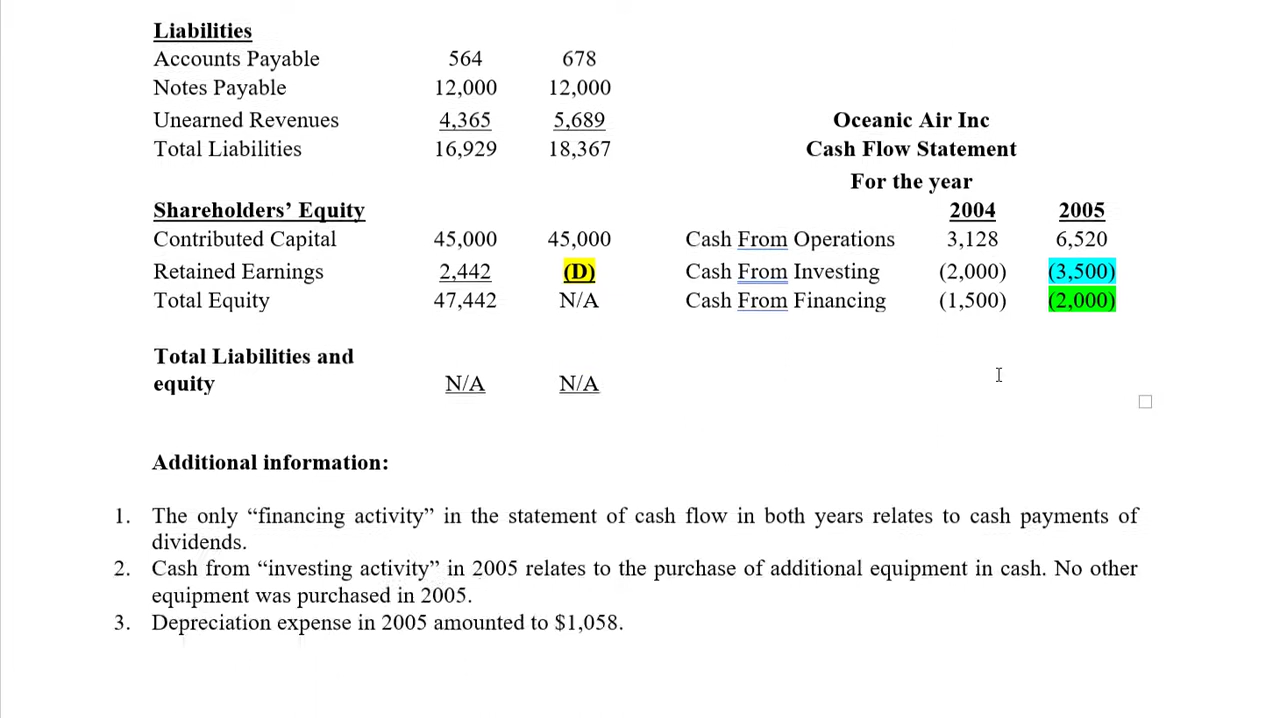 Liabilities
Accounts Payable 564 678
Notes Payable 12,000 12,000
Unearned Revenues 4,365 5,689
Total Liabilities 16,929 18,367
Shareholders’ Equity
Contributed Capital 45,000 45,000
Retained Earnings 2,442 (D)
Total Equity 47,442 N/A
Total Liabilities and
equity N/A N/A
Oceanic Air Inc
Cash Flow Statement
For the year
2004 2005
Cash From Operations 3,128 6,520
Cash From Investing (2,000) (3,500)
Cash From Financing (1,500) (2,000)
Additional information:
1. The only “financing activity” in the statement of cash flow in both years relates to cash payments of
dividends.
2. Cash from “investing activity” in 2005 relates to the purchase of additional equipment in cash. No other
equipment was purchased in 2005.
3. Depreciation expense in 2005 amounted to $1,058.